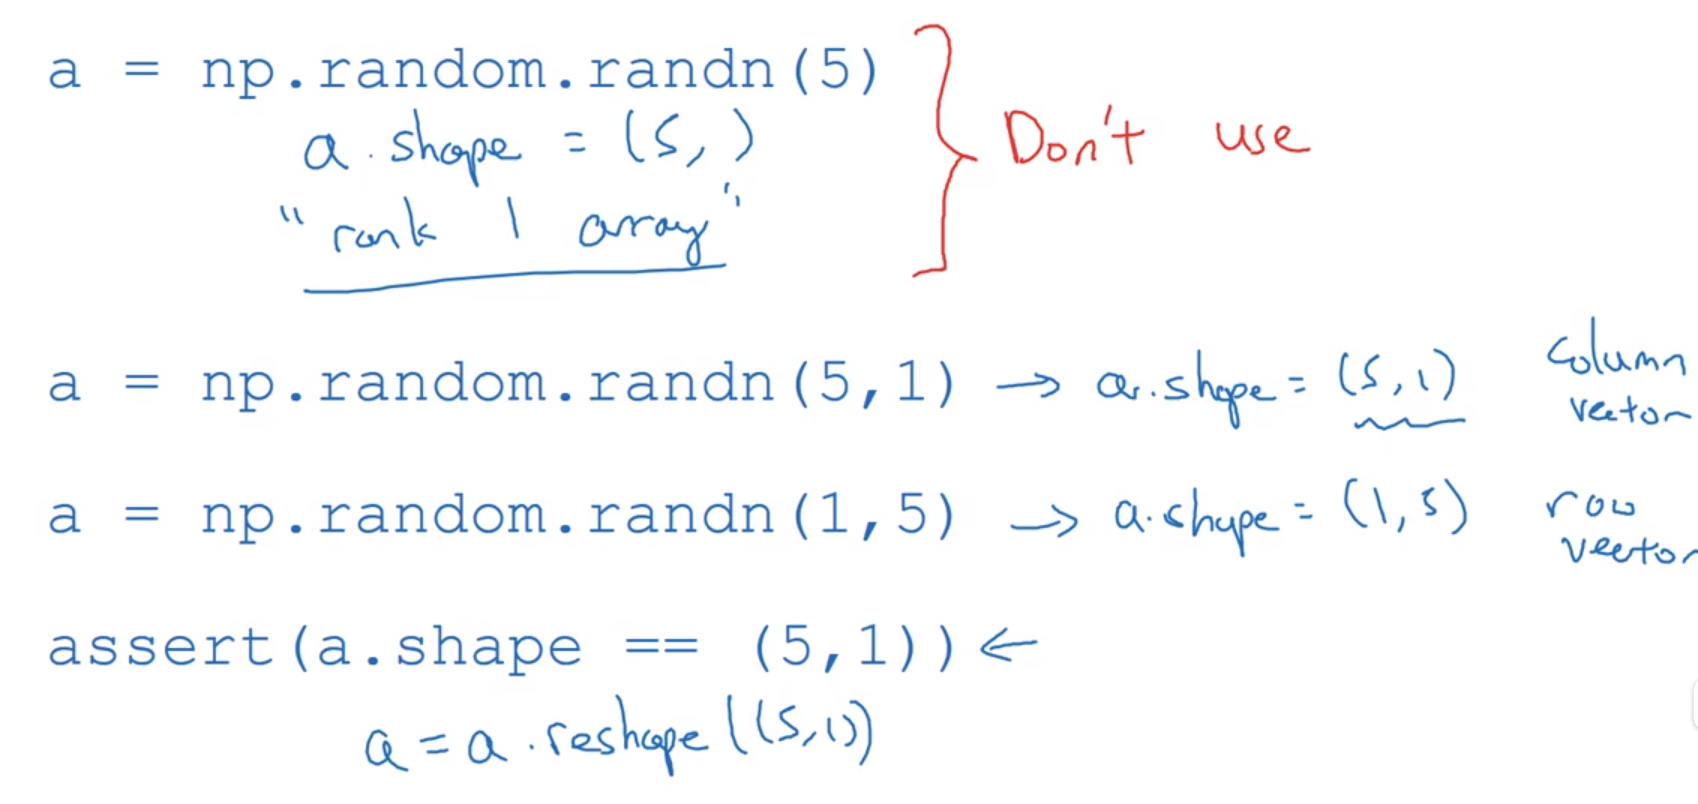 a = np.random.randn(5)
a.shape = (5,)
"rank 1 array"
Don't use
a = np.random.randn(5,1) → a.shape = (5,1) column vector
a = np.random.randn(1,5) → a.shape = (1,5) row vector
assert(a.shape == (5,1)) ←
a = a.reshape((5,1))